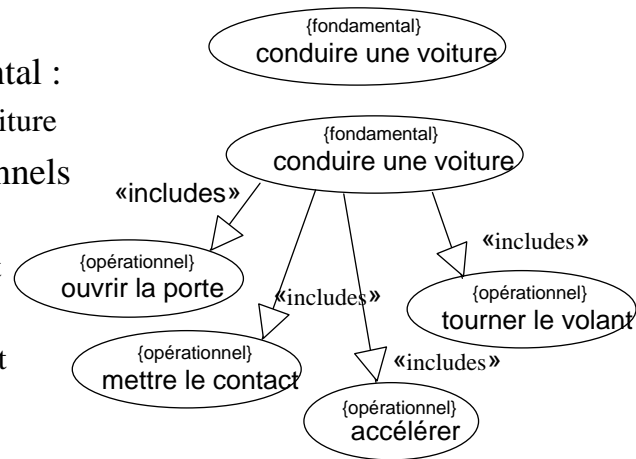 {fondamental}
conduire une voiture
ntal :
iture
{fondamental}
conduire une voiture
nnels
«includes»
«includes»
{opérationnel}
ouvrir la porte
t
«includes»
{opérationnel}
tourner le volant
{opérationnel}
mettre le contact
t
«includes»
{opérationnel}
accélérer